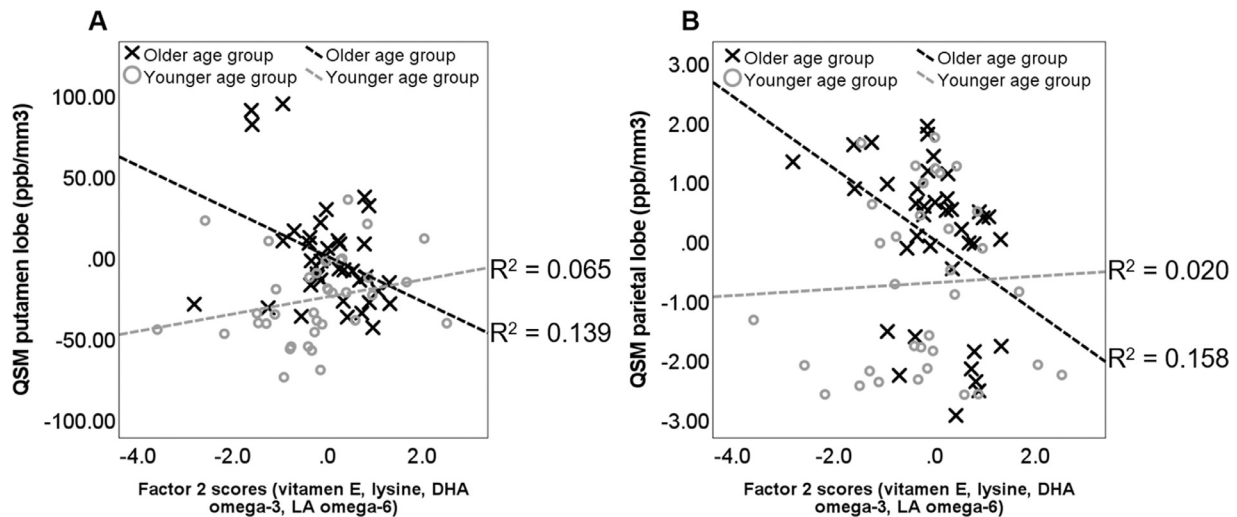 A
Older age group
Older age group
Younger age group
Younger age group
QSM putamen lobe (ppb/mm3)
100.00
50.00
.00
-50.00
-100.00
R² = 0.065
R² = 0.139
-4.0
-2.0
.0
2.0
Factor 2 scores (vitamen E, lysine, DHA
omega-3, LA omega-6)
B
Older age group
Older age group
Younger age group
Younger age group
QSM parietal lobe (ppb/mm3)
3.00
2.00
1.00
.00
-1.00
-2.00
-3.00
R² = 0.020
R² = 0.158
-4.0
-2.0
.0
2.0
Factor 2 scores (vitamen E, lysine, DHA
omega-3, LA omega-6)